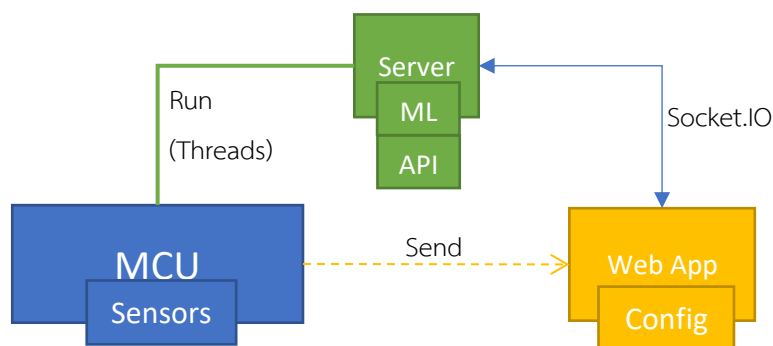 Server
ML
API
Run
(Threads)
Socket.IO
MCU
Sensors
Send
Web App
Config